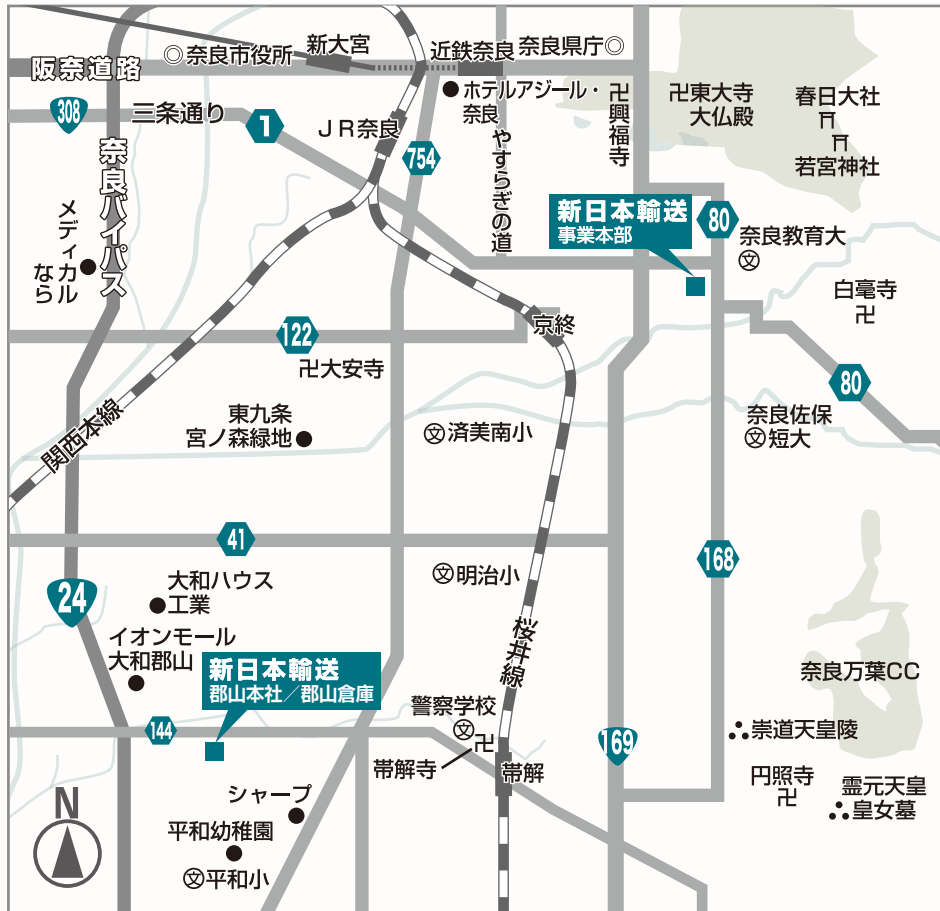 ◎奈良市役所
新大宮
近鉄奈良
奈良県庁◎
阪奈道路
ホテルアジール・
奈良
卍興福寺
卍東大寺
大仏殿
春日大社
若宮神社
308
三条通り
1
JR奈良
754
やすらぎの道
奈良バイパス
メディカル
なら
新日本輸送
事業本部
80
奈良教育大
文
白毫寺
卍
122
京終
卍大安寺
80
関西本線
東九条
宮ノ森緑地
文済美南小
奈良佐保
文短大
41
168
24
大和ハウス
工業
文明治小
桜井線
イオンモール
大和郡山
新日本輸送
郡山本社／郡山倉庫
奈良万葉CC
144
警察学校
文
卍
帯解寺
帯解
169
崇道天皇陵
円照寺
卍
霊元天皇
皇女墓
N
シャープ
平和幼稚園
文平和小